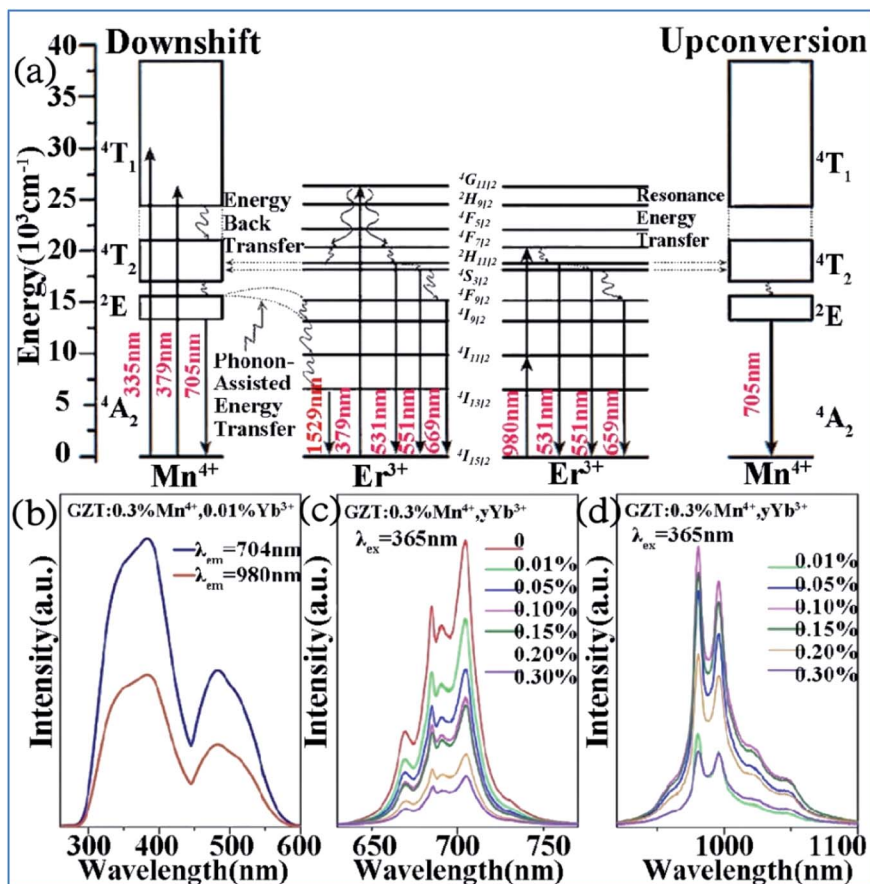 Downshift
Upconversion
(a)
Energy(10³cm⁻¹)
40
35
30
25
20
15
10
5
0
⁴T₁
⁴T₂
²E
⁴A₂
335nm
379nm
705nm
Mn⁴⁺
Energy
Back
Transfer
Phonon-
Assisted
Energy
Transfer
1529nm
379nm
531nm
551nm
669nm
Er³⁺
⁴G₁₁|₂
²H₉|₂
⁴F₅|₂
⁴F₇|₂
²H₁₁|₂
⁴S₃|₂
⁴F₉|₂
⁴I₉|₂
⁴I₁₁|₂
⁴I₁₃|₂
⁴I₁₅|₂
980nm
531nm
551nm
659nm
Er³⁺
Resonance
Energy
Transfer
705nm
Mn⁴⁺
⁴T₁
⁴T₂
²E
⁴A₂
(b)
GZT:0.3%Mn⁴⁺,0.01%Yb³⁺
λem=704nm
λem=980nm
Intensity(a.u.)
300 400 500 600
Wavelength(nm)
(c)
GZT:0.3%Mn⁴⁺,yYb³⁺
λex=365nm
0
0.01%
0.05%
0.10%
0.15%
0.20%
0.30%
Intensity(a.u.)
650 700 750
Wavelength(nm)
(d)
GZT:0.3%Mn⁴⁺,yYb³⁺
λex=365nm
0.01%
0.05%
0.10%
0.15%
0.20%
0.30%
Intensity(a.u.)
1000 1100
Wavelength(nm)